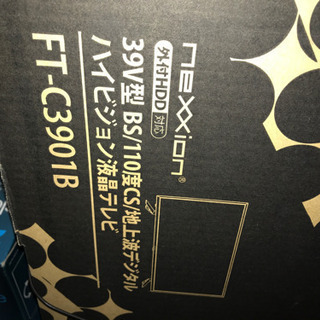 nexxion®
外付HDD 対応
39V型 BS/110度CS/地上波デジタル
ハイビジョン液晶テレビ
FT-C3901B